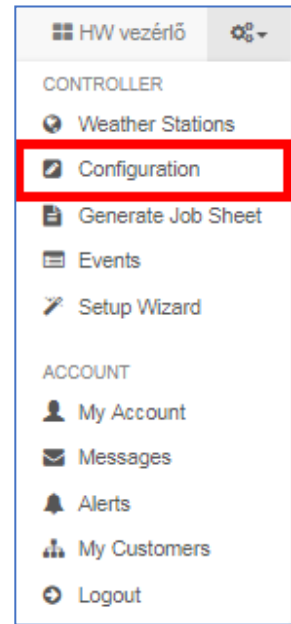 HW vezérlő
CONTROLLER
Weather Stations
Configuration
Generate Job Sheet
Events
Setup Wizard
ACCOUNT
My Account
Messages
Alerts
My Customers
Logout